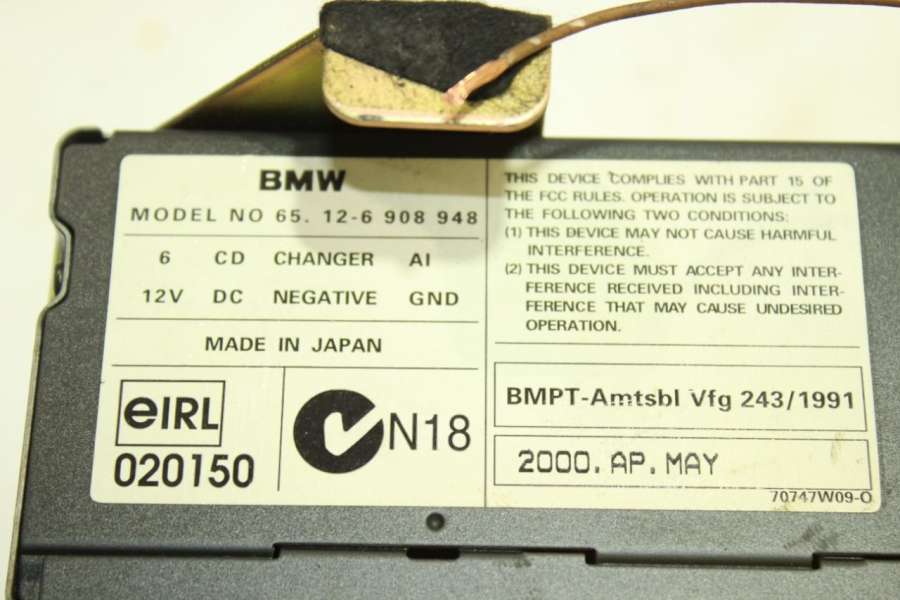 BMW
MODEL NO 65. 12-6 908 948
6 CD CHANGER AI
12V DC NEGATIVE GND
MADE IN JAPAN
eIRL
020150
N18
THIS DEVICE COMPLIES WITH PART 15 OF
THE FCC RULES. OPERATION IS SUBJECT TO
THE FOLLOWING TWO CONDITIONS:
(1) THIS DEVICE MAY NOT CAUSE HARMFUL
INTERFERENCE.
(2) THIS DEVICE MUST ACCEPT ANY INTER-
FERENCE RECEIVED INCLUDING INTER-
FERENCE THAT MAY CAUSE UNDESIRED
OPERATION.
BMPT-Amtsbl Vfg 243/1991
2000. AP. MAY
70747W09-O